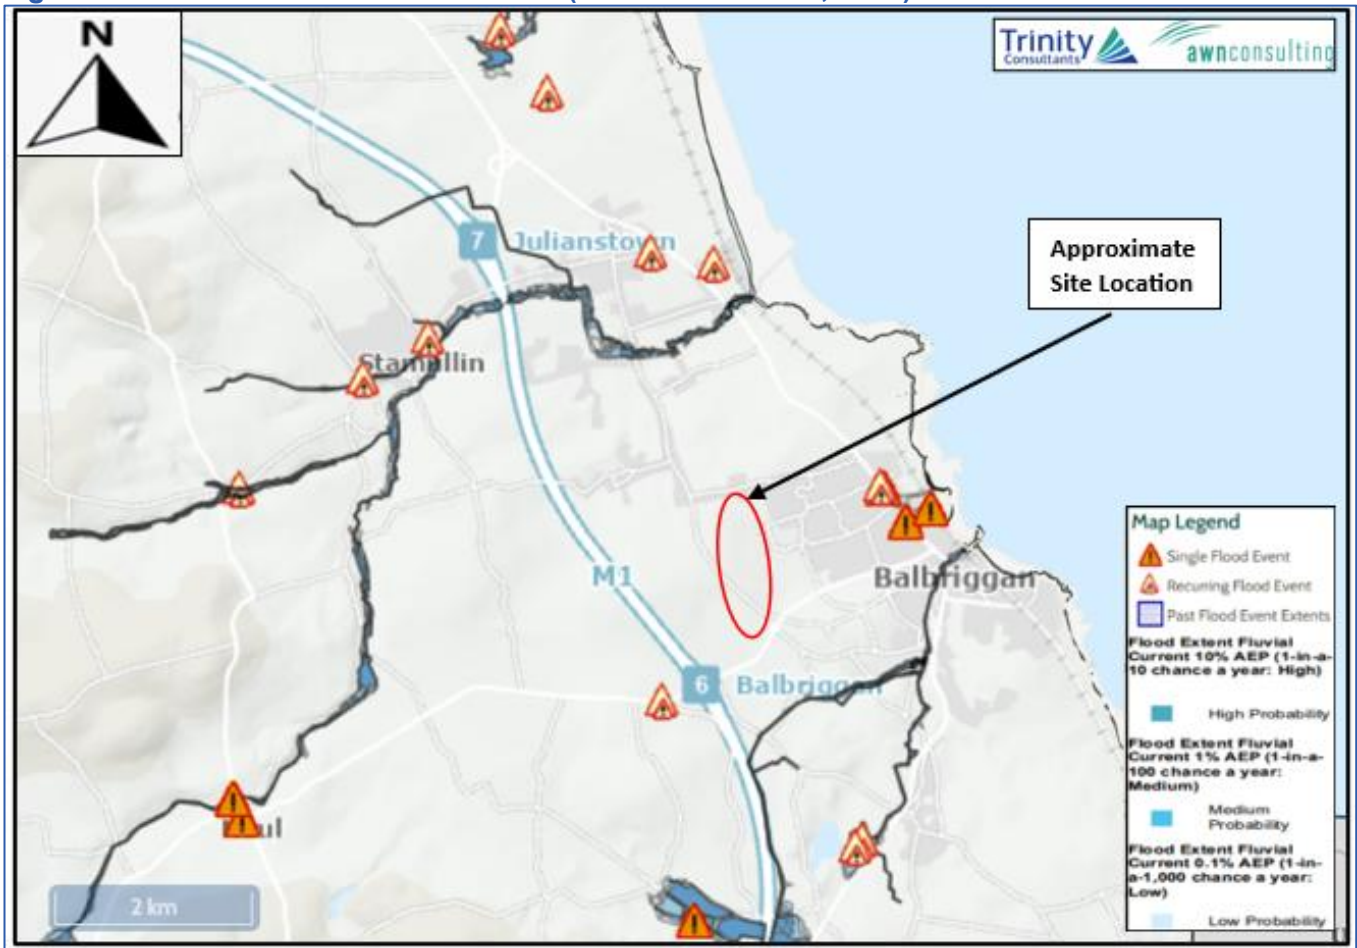 N
Trinity
Consultants
awnconsulting
7
Julianstown
Approximate
Site Location
Stamullin
M1
Balbriggan
6
Balbriggan
2 km
Map Legend
Single Flood Event
Recurring Flood Event
Past Flood Event Extents
Flood Extent Fluvial
Current 10% AEP (1-in-a-
10 chance a year: High)
High Probability
Flood Extent Fluvial
Current 1% AEP (1-in-a-
100 chance a year:
Medium)
Medium
Probability
Flood Extent Fluvial
Current 0.1% AEP (1-in-
a-1,000 chance a year:
Low)
Low Probability